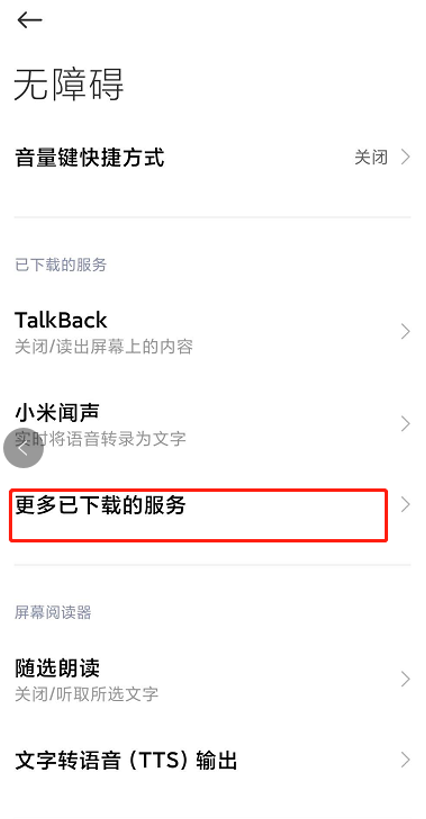 无障碍
音量键快捷方式 关闭
已下载的服务
TalkBack
关闭/读出屏幕上的内容
小米闻声
实时将语音转录为文字
更多已下载的服务
屏幕阅读器
随选朗读
关闭/听取所选文字
文字转语音 (TTS) 输出